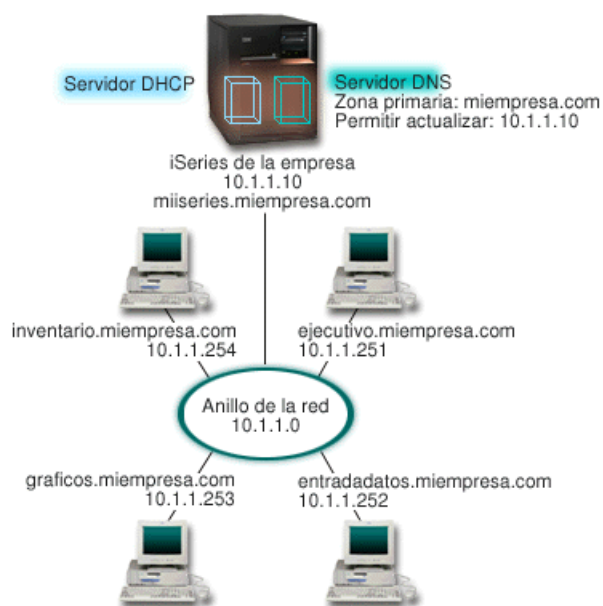 Servidor DHCP
Servidor DNS
Zona primaria: miempresa.com
Permitir actualizar: 10.1.1.10
iSeries de la empresa
10.1.1.10
miiseries.miempresa.com
inventario.miempresa.com
10.1.1.254
ejecutivo.miempresa.com
10.1.1.251
Anillo de la red
10.1.1.0
graficos.miempresa.com
10.1.1.253
entradadatos.miempresa.com
10.1.1.252